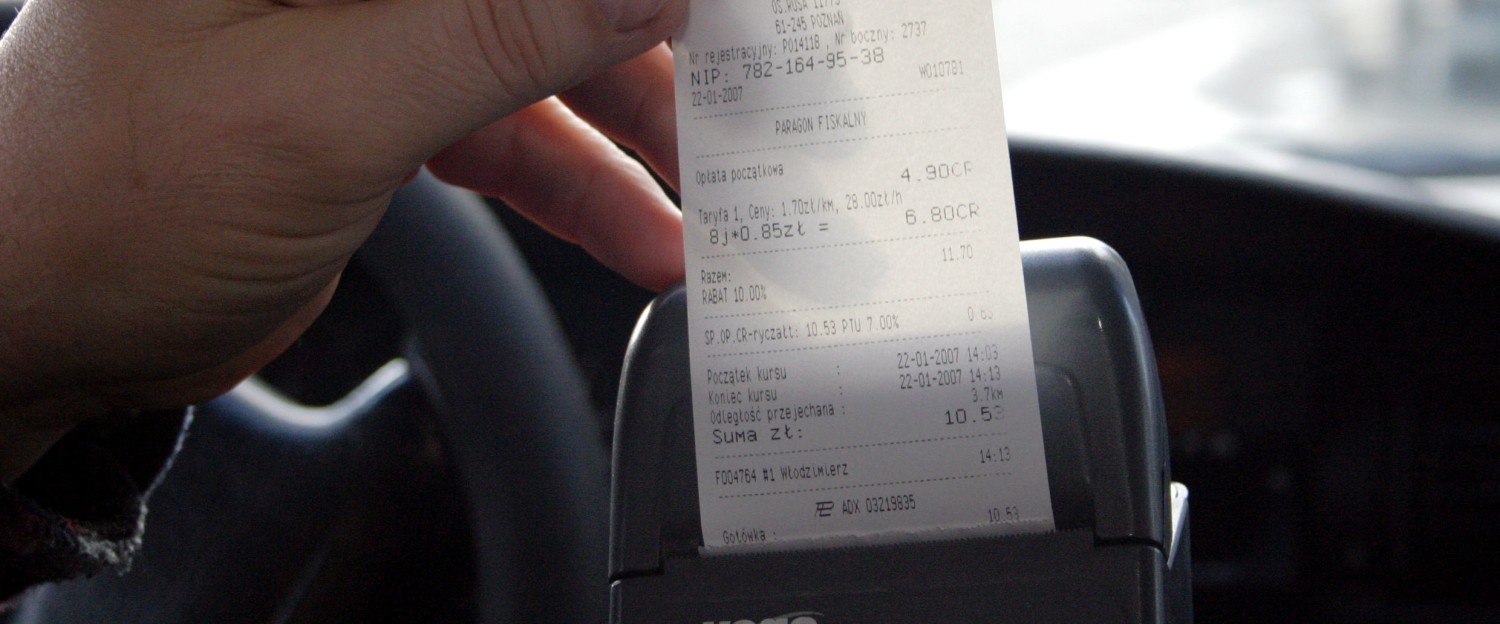 61-245 POZNAŃ
Nr rejestracyjny: PO14118 , Nr boczny: 2737
NIP: 782-164-95-38
22-01-2007 W010781
PARAGON FISKALNY
Opłata początkowa 4.90CR
Taryfa 1, Ceny: 1.70zł/km, 28.00zł/h
8j*0.85zł = 6.80CR
Razem: 11.70
RABAT 10.00%
SP.OP.CR-ryczałt: 10.53 PTU 7.00%
Początek kursu : 22-01-2007 14:03
Koniec kursu : 22-01-2007 14:13
Odległość przejechana : 3.7km
Suma zł: 10.53
F004764 #1 Włodzimierz 14:13
ADX 03219835
Gotówka : 10.53